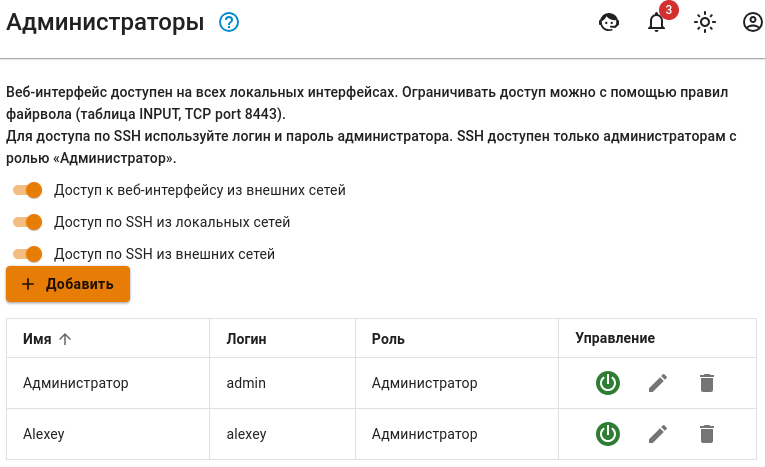 Администраторы ?
3
Веб-интерфейс доступен на всех локальных интерфейсах. Ограничивать доступ можно с помощью правил
файрвола (таблица INPUT, TCP port 8443).
Для доступа по SSH используйте логин и пароль администратора. SSH доступен только администраторам с
ролью «Администратор».
Доступ к веб-интерфейсу из внешних сетей
Доступ по SSH из локальных сетей
Доступ по SSH из внешних сетей
+ Добавить
Имя ↑ Логин Роль Управление
Администратор admin Администратор
Alexey alexey Администратор